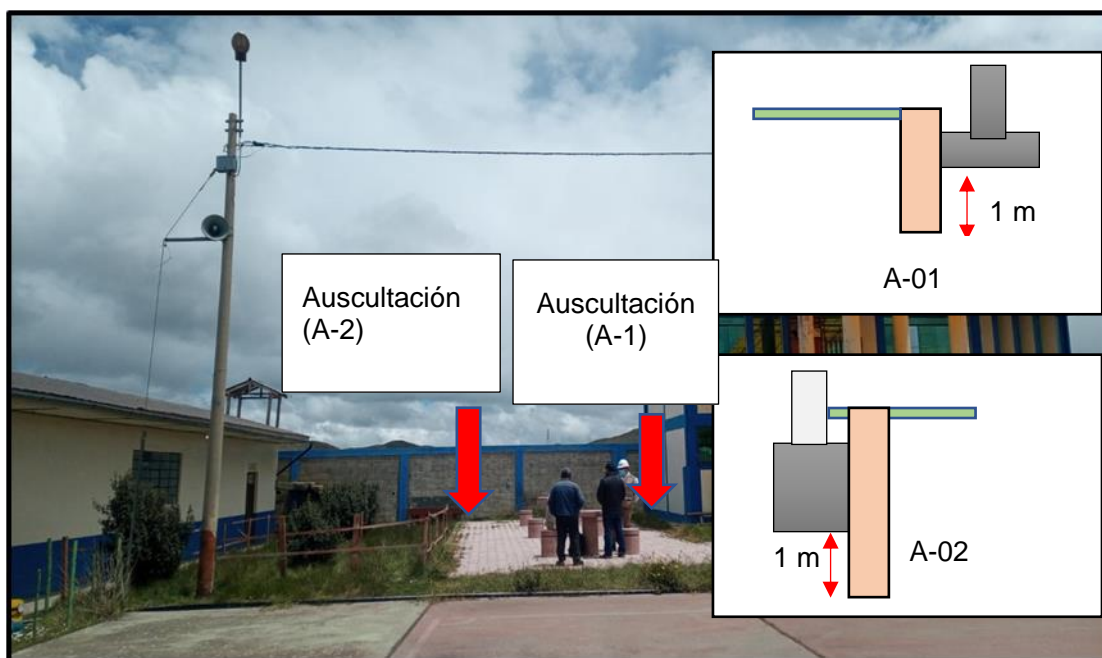 Auscultación
(A-2)
Auscultación
(A-1)
1 m
A-01
1 m
A-02